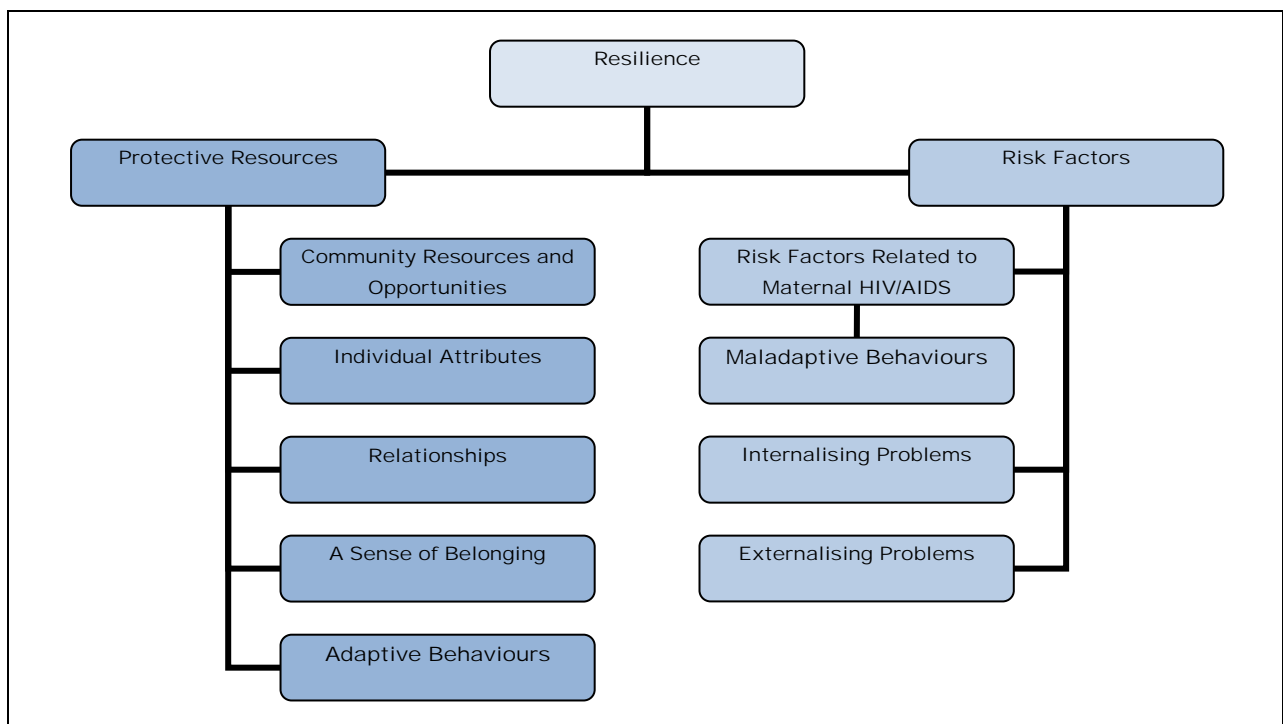 Resilience
Protective Resources
Risk Factors
Community Resources and
Opportunities
Individual Attributes
Relationships
A Sense of Belonging
Adaptive Behaviours
Risk Factors Related to
Maternal HIV/AIDS
Maladaptive Behaviours
Internalising Problems
Externalising Problems